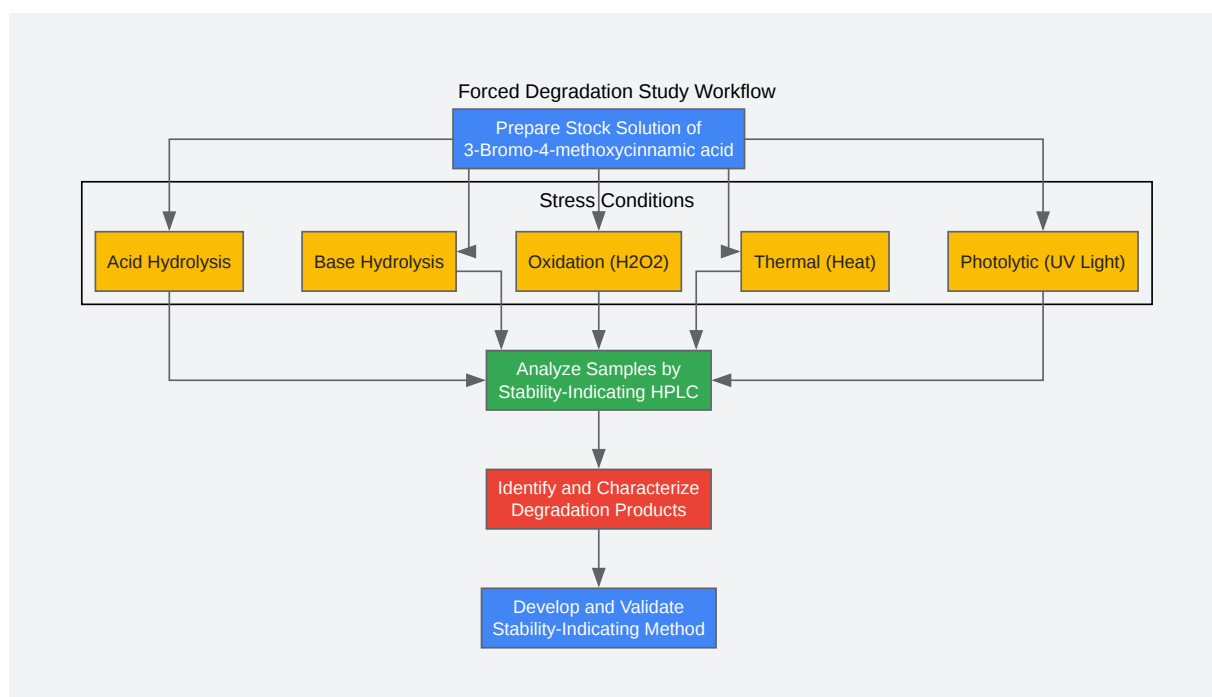 Forced Degradation Study Workflow
Prepare Stock Solution of
3-Bromo-4-methoxycinnamic acid
Stress Conditions
Acid Hydrolysis
Base Hydrolysis
Oxidation (H2O2)
Thermal (Heat)
Photolytic (UV Light)
Analyze Samples by
Stability-Indicating HPLC
Identify and Characterize
Degradation Products
Develop and Validate
Stability-Indicating Method